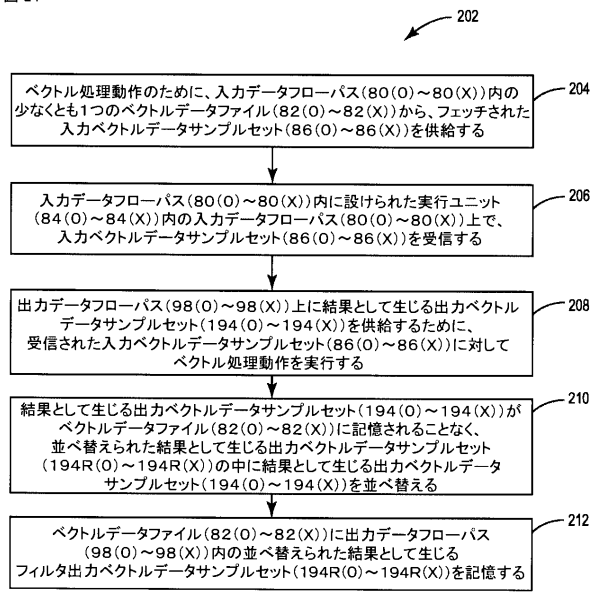 202
ベクトル処理動作のために、入力データフローパス(80(0)～80(X))内の
少なくとも1つのベクトルデータファイル(82(0)～82(X))から、フェッチされた
入力ベクトルデータサンプルセット(86(0)～86(X))を供給する
204
入力データフローパス(80(0)～80(X))内に設けられた実行ユニット
(84(0)～84(X))内の入力データフローパス(80(0)～80(X))上で、
入力ベクトルデータサンプルセット(86(0)～86(X))を受信する
206
出力データフローパス(98(0)～98(X))上に結果として生じる出力ベクトル
データサンプルセット(194(0)～194(X))を供給するために、
受信された入力ベクトルデータサンプルセット(86(0)～86(X))に対して
ベクトル処理動作を実行する
208
結果として生じる出力ベクトルデータサンプルセット(194(0)～194(X))が
ベクトルデータファイル(82(0)～82(X))に記憶されることなく、
並べ替えられた結果として生じる出力ベクトルデータサンプルセット
(194R(0)～194R(X))の中に結果として生じる出力ベクトルデータ
サンプルセット(194(0)～194(X))を並べ替える
210
ベクトルデータファイル(82(0)～82(X))に出力データフローパス
(98(0)～98(X))内の並べ替えられた結果として生じる
フィルタ出力ベクトルデータサンプルセット(194R(0)～194R(X))を記憶する
212